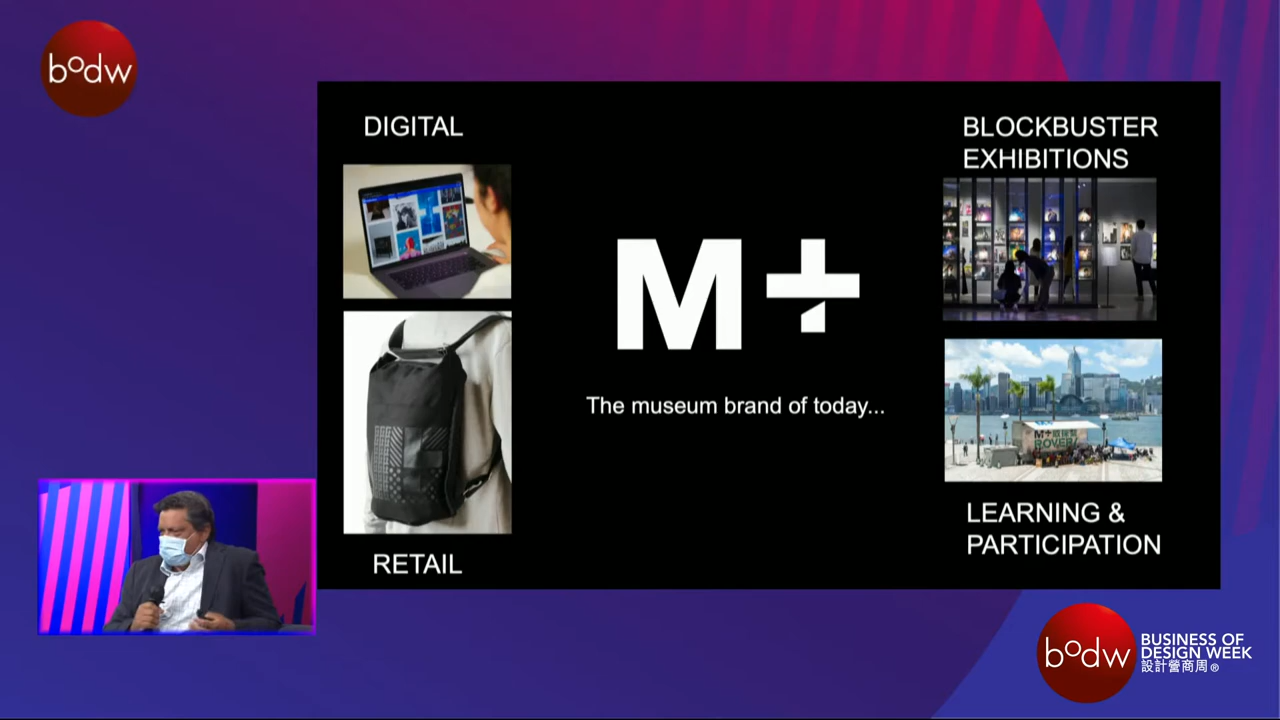 bodw
DIGITAL
BLOCKBUSTER
EXHIBITIONS
M+
The museum brand of today...
M+
ROVER!
LEARNING &
PARTICIPATION
RETAIL
bodw
BUSINESS OF
DESIGN WEEK
設計營商周®